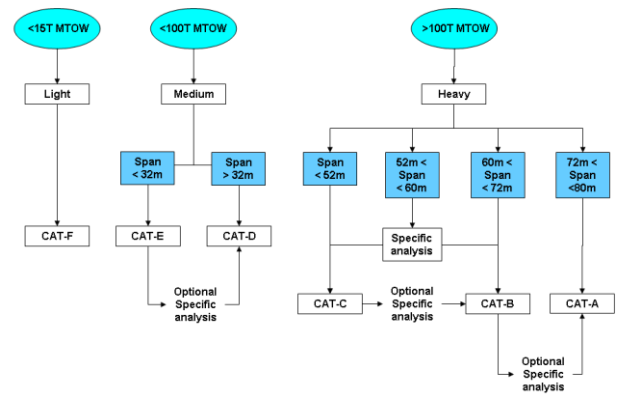 <15T MTOW
<100T MTOW
>100T MTOW
Light
Medium
Heavy
Span
< 32m
Span
> 32m
Span
< 52m
52m <
Span
< 60m
60m <
Span
< 72m
72m <
Span
<80m
CAT-F
CAT-E
CAT-D
Specific
analysis
Optional
Specific
analysis
CAT-C
Optional
Specific
analysis
CAT-B
CAT-A
Optional
Specific
analysis